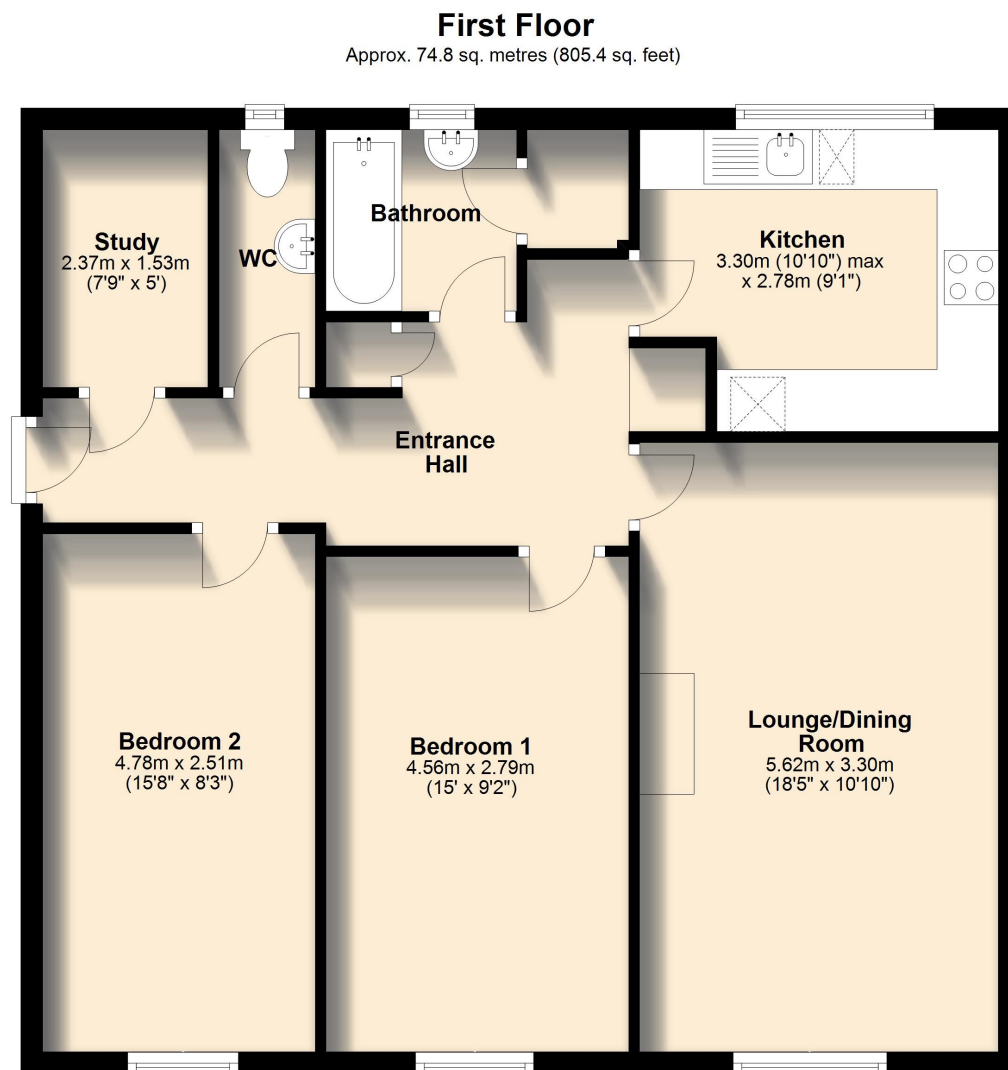 First Floor
Approx. 74.8 sq. metres (805.4 sq. feet)
Study
2.37m x 1.53m
(7'9" x 5')
WC
Bathroom
Kitchen
3.30m (10'10") max
x 2.78m (9'1")
Entrance
Hall
Bedroom 2
4.78m x 2.51m
(15'8" x 8'3")
Bedroom 1
4.56m x 2.79m
(15' x 9'2")
Lounge/Dining
Room
5.62m x 3.30m
(18'5" x 10'10")